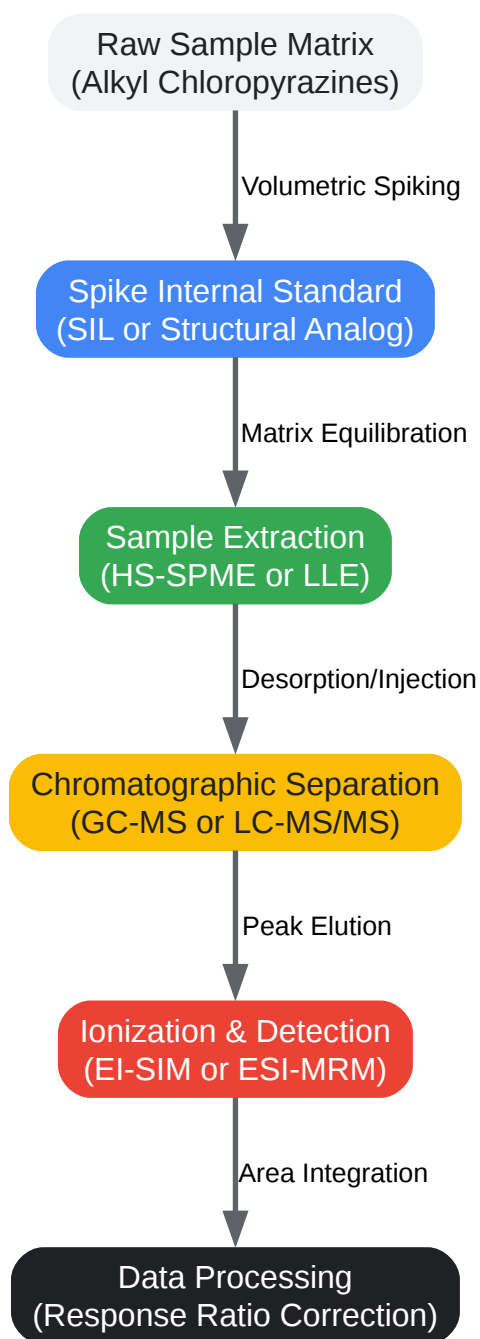 Raw Sample Matrix
(Alkyl Chloropyrazines)
Volumetric Spiking
Spike Internal Standard
(SIL or Structural Analog)
Matrix Equilibration
Sample Extraction
(HS-SPME or LLE)
Desorption/Injection
Chromatographic Separation
(GC-MS or LC-MS/MS)
Peak Elution
Ionization & Detection
(EI-SIM or ESI-MRM)
Area Integration
Data Processing
(Response Ratio Correction)